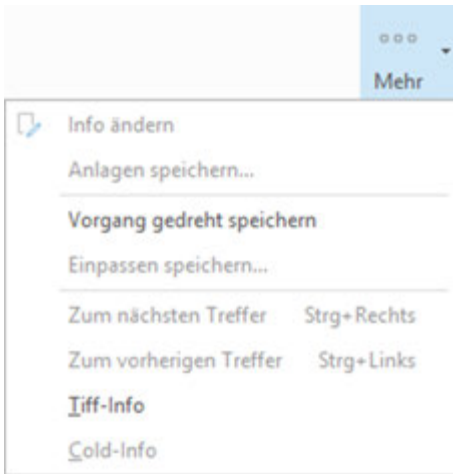 Mehr
Info ändern
Anlagen speichern...
Vorgang gedreht speichern
Einpassen speichern...
Zum nächsten Treffer Strg+Rechts
Zum vorherigen Treffer Strg+Links
Tiff-Info
Cold-Info